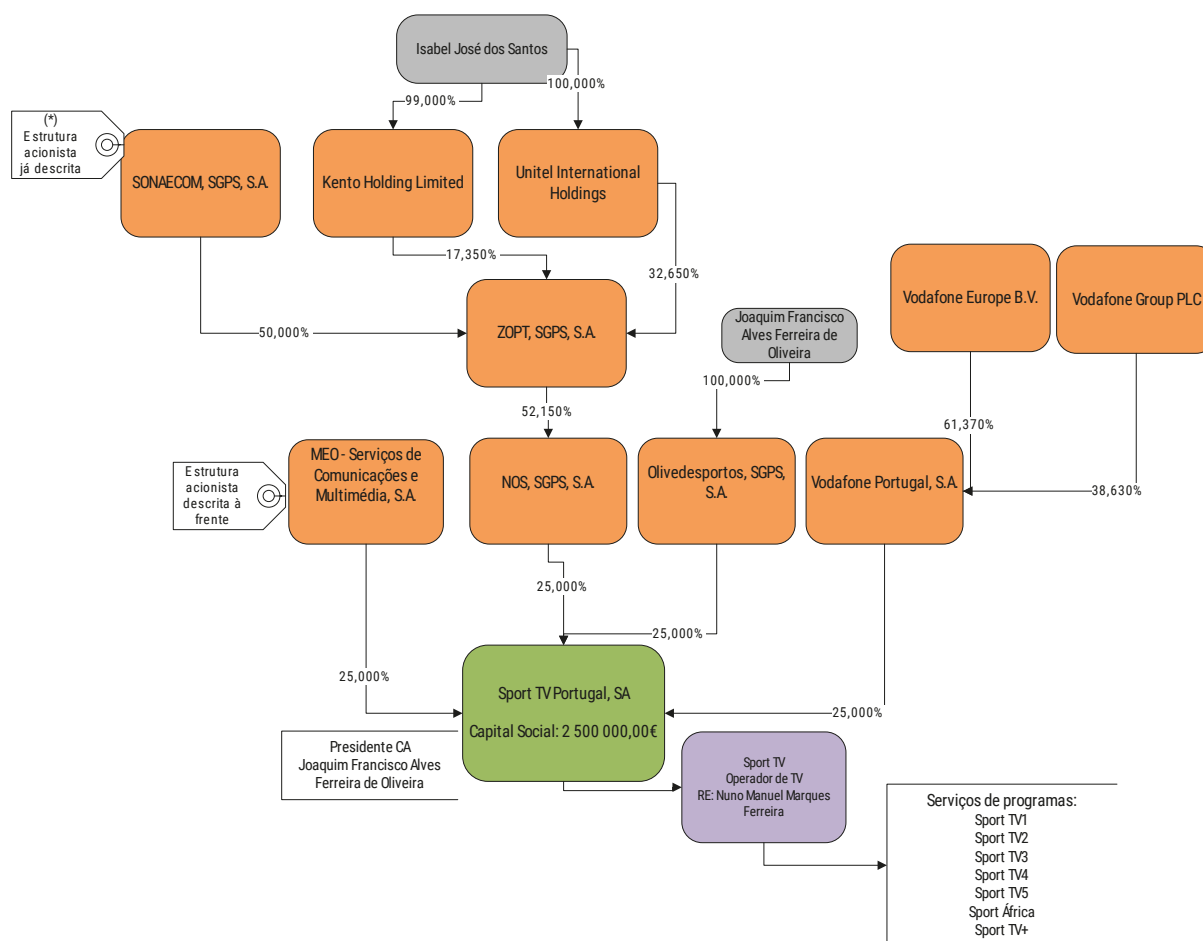 Isabel José dos Santos
100,000%
99,000%
(*)
Estrutura
acionista
já descrita
SONAECOM, SGPS, S.A.
Kento Holding Limited
Unitel International
Holdings
17,350%
32,650%
Vodafone Europe B.V.
Vodafone Group PLC
50,000%
ZOPT, SGPS, S.A.
Joaquim Francisco
Alves Ferreira de
Oliveira
100,000%
52,150%
61,370%
Estrutura
acionista
descrita à
frente
MEO - Serviços de
Comunicações e
Multimédia, S.A.
NOS, SGPS, S.A.
Olivedesportos, SGPS,
S.A.
Vodafone Portugal, S.A.
38,630%
25,000%
25,000%
25,000%
25,000%
Sport TV Portugal, SA
Capital Social: 2 500 000,00€
Presidente CA
Joaquim Francisco Alves
Ferreira de Oliveira
Sport TV
Operador de TV
RE: Nuno Manuel Marques
Ferreira
Serviços de programas:
Sport TV1
Sport TV2
Sport TV3
Sport TV4
Sport TV5
Sport África
Sport TV+